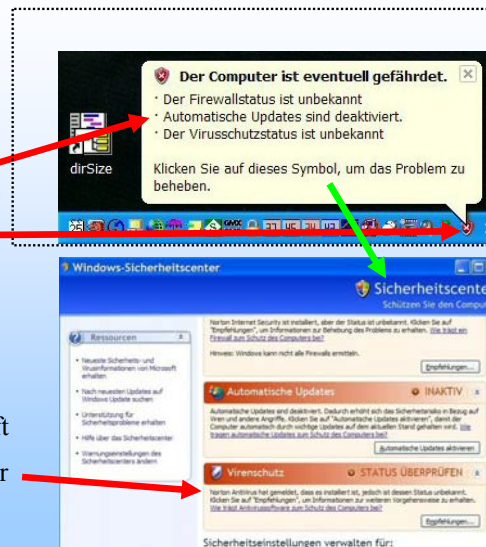 Der Computer ist eventuell gefährdet.
· Der Firewallstatus ist unbekannt
· Automatische Updates sind deaktiviert.
· Der Virusschutzstatus ist unbekannt
Klicken Sie auf dieses Symbol, um das Problem zu
beheben.
dirSize
Windows-Sicherheitscenter
Sicherheitscente
Schützen Sie den Comput
Ressourcen
• Neueste Sicherheits- und
Virusinformationen von Microsoft
erhalten
• Nach neuesten Updates auf
Windows Update suchen
• Unterstützung für
Sicherheitsprobleme erhalten
• Hilfe über das Sicherheitscenter
• Warnungseinstellungen des
Sicherheitscenters ändern
Norton Internet Security ist installiert, aber der Status ist unbekannt. Klicken Sie auf
"Empfehlungen", um Informationen zur Behebung des Problems zu erhalten. Wie trägt ein
Firewall zum Schutz des Computers bei?
Hinweis: Windows kann nicht alle Firewalls ermitteln.
Empfehlungen...
Automatische Updates
INAKTIV
Automatische Updates sind deaktiviert. Dadurch erhöht sich das Sicherheitsrisiko in Bezug auf
Viren und andere Angriffe. Klicken Sie auf "Automatische Updates aktivieren", damit der
Computer automatisch durch wichtige Updates auf dem aktuellen Stand gehalten wird. Wie
tragen automatische Updates zum Schutz des Computers bei?
Automatische Updates aktivieren
Virenschutz
STATUS ÜBERPRÜFEN
Norton Antivirus hat gemeldet, dass es installiert ist, jedoch ist dessen Status unbekannt.
Klicken Sie auf "Empfehlungen", um Informationen zur weiteren Vorgehensweise zu erhalten.
Wie trägt Antivirussoftware zum Schutz des Computers bei?
Empfehlungen...
Sicherheitseinstellungen verwalten für:
ft
r